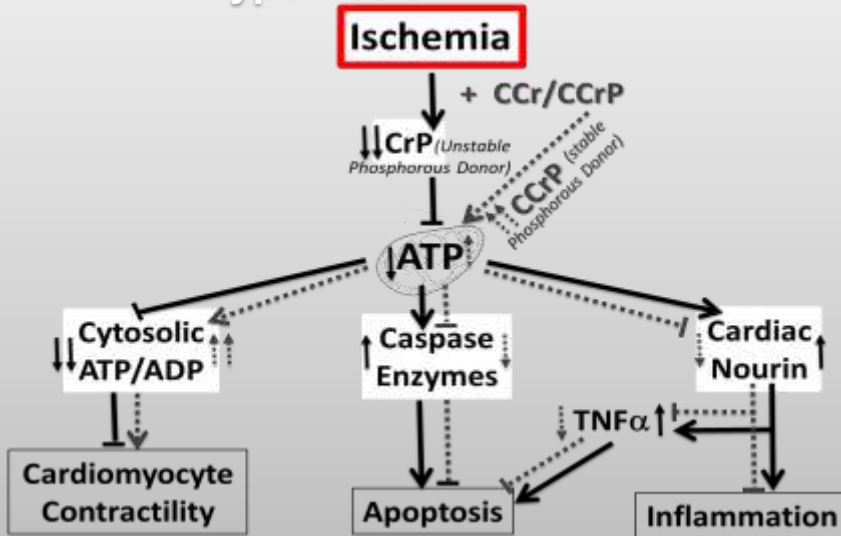 Ischemia
+ CCr/CCrP
↓↓CrP (Unstable
Phosphorous Donor)
CCrP (stable
Phosphorous Donor)
↓ATP↑
Cytosolic
↓↓ATP/ADP↑↑
↑Caspase↓
Enzymes
Cardiac
↓Nourin↑
↓TNFα↑
Cardiomyocyte
Contractility
Apoptosis
Inflammation